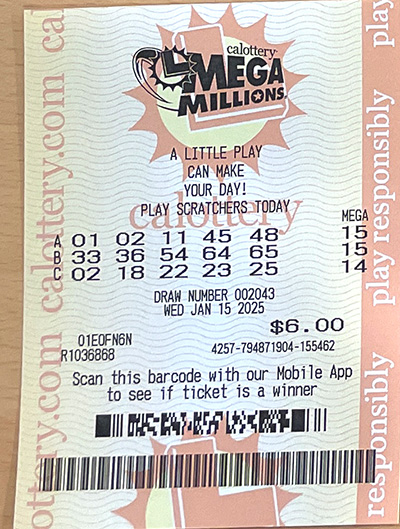 calottery
MEGA
MILLIONS
A LITTLE PLAY
CAN MAKE
YOUR DAY!
PLAY SCRATCHERS TODAY
calottery
MEGA
A 01 02 11 45 48 15
B 33 36 54 64 65 15
C 02 18 22 23 25 14
DRAW NUMBER 002043
WED JAN 15 2025
$6.00
01EOFN6N
R1036868 4257-794871904-155462
Scan this barcode with our Mobile App
to see if ticket is a winner
calottery.com calottery.com ca
responsibly play responsibly play